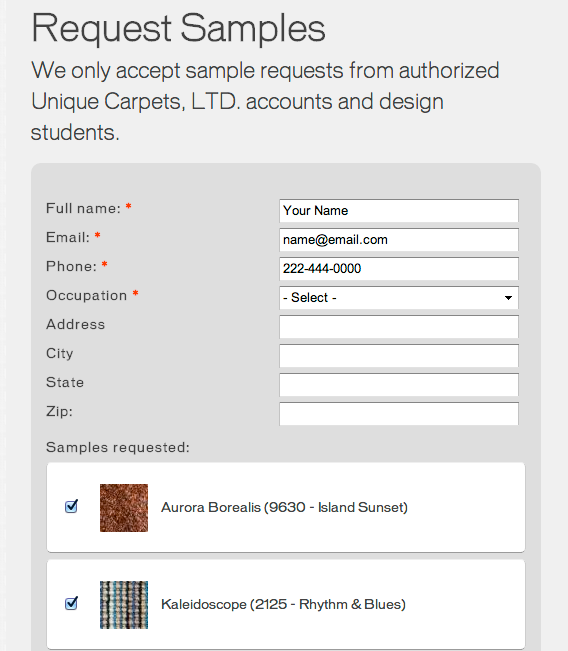 Request Samples
We only accept sample requests from authorized
Unique Carpets, LTD. accounts and design
students.
Full name: * Your Name
Email: * name@email.com
Phone: * 222-444-0000
Occupation * - Select -
Address
City
State
Zip:
Samples requested:
Aurora Borealis (9630 - Island Sunset)
Kaleidoscope (2125 - Rhythm & Blues)